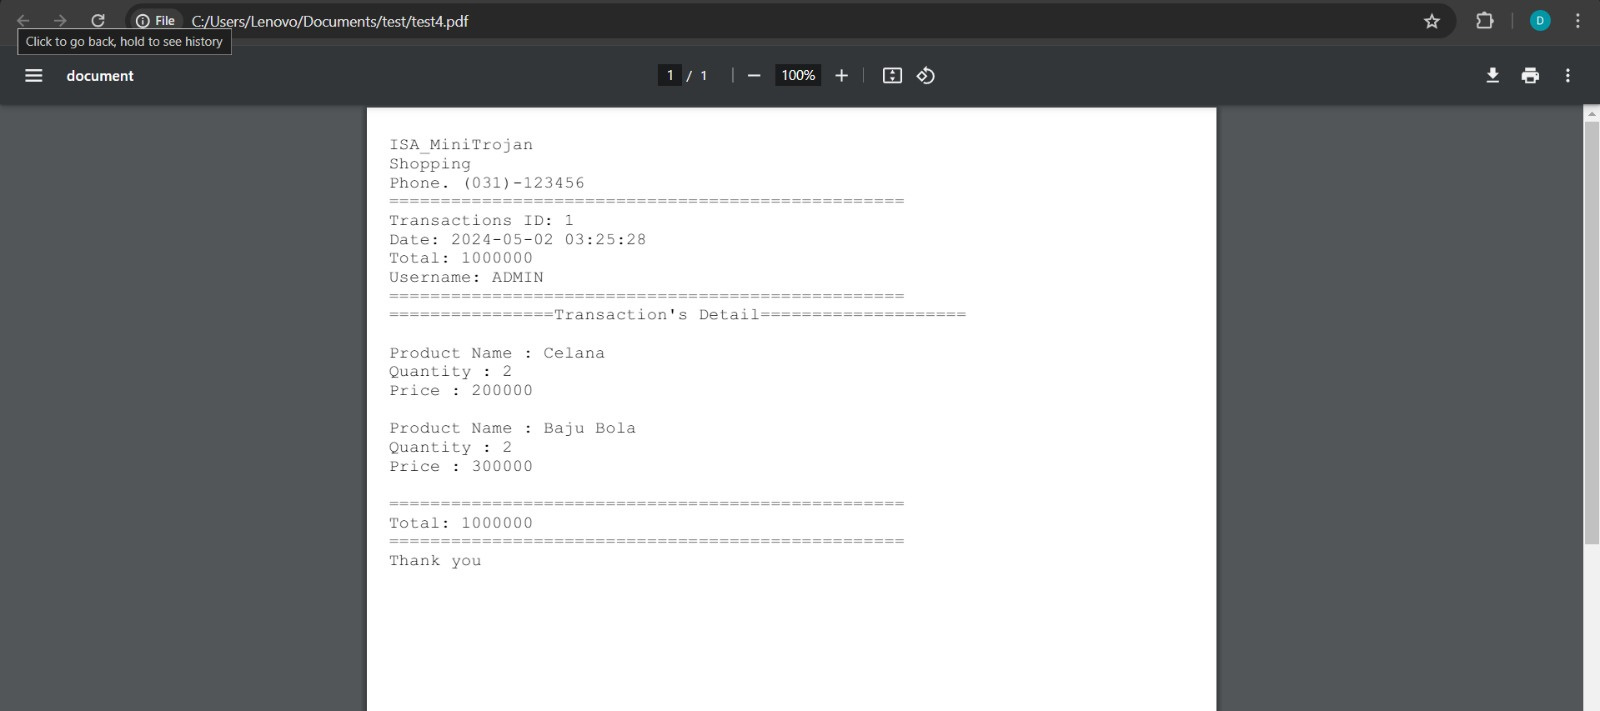 File C:/Users/Lenovo/Documents/test/test4.pdf
D
Click to go back, hold to see history
document
1 / 1
100%
ISA_MiniTrojan
Shopping
Phone. (031)-123456
==================================================
Transactions ID: 1
Date: 2024-05-02 03:25:28
Total: 1000000
Username: ADMIN
==================================================
================Transaction's Detail====================
Product Name : Celana
Quantity : 2
Price : 200000
Product Name : Baju Bola
Quantity : 2
Price : 300000
==================================================
Total: 1000000
==================================================
Thank you